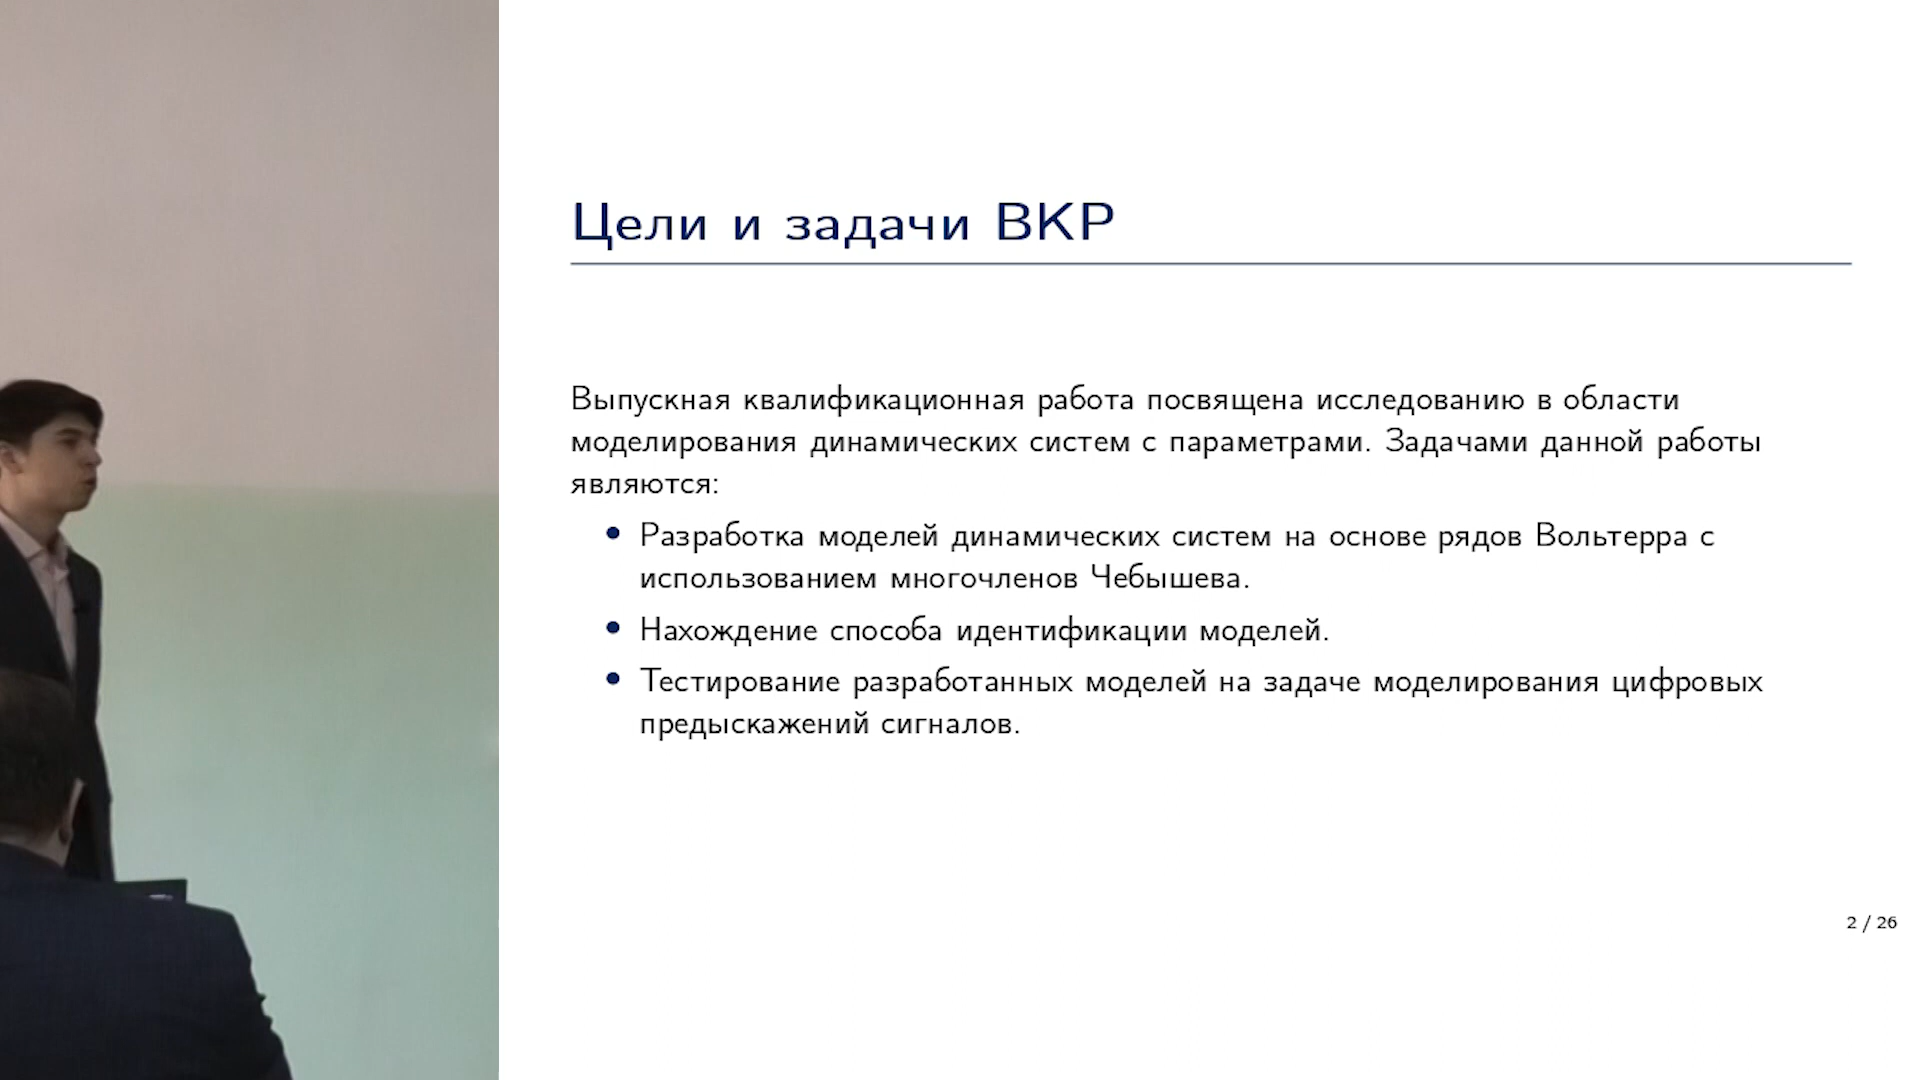 Цели и задачи ВКР
Выпускная квалификационная работа посвящена исследованию в области
моделирования динамических систем с параметрами. Задачами данной работы
являются:
• Разработка моделей динамических систем на основе рядов Вольтерра с
использованием многочленов Чебышева.
• Нахождение способа идентификации моделей.
• Тестирование разработанных моделей на задаче моделирования цифровых
предыскажений сигналов.
2 / 26